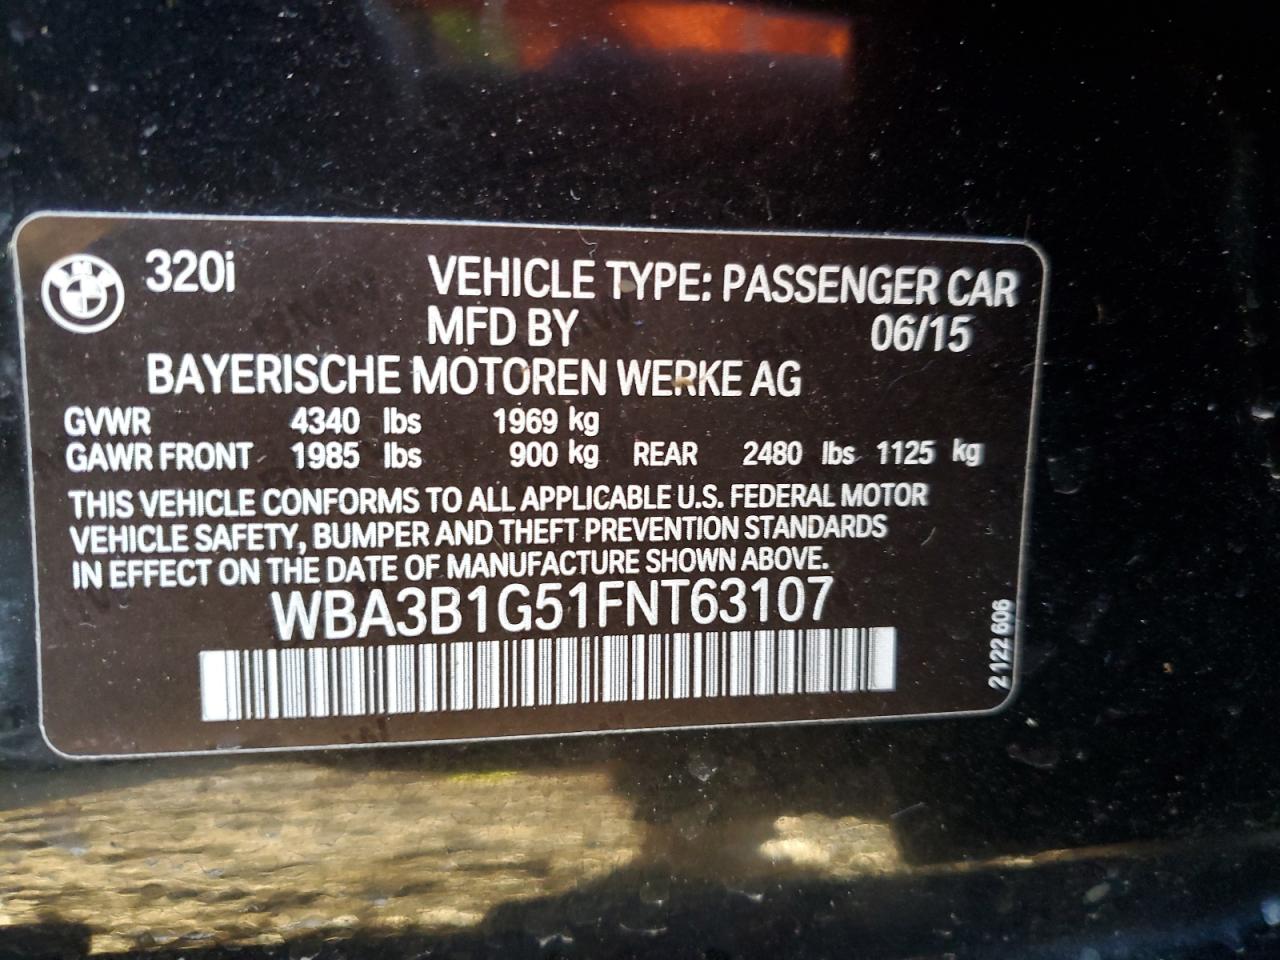 320i VEHICLE TYPE: PASSENGER CAR
MFD BY 06/15
BAYERISCHE MOTOREN WERKE AG
GVWR 4340 lbs 1969 kg
GAWR FRONT 1985 lbs 900 kg REAR 2480 lbs 1125 kg
THIS VEHICLE CONFORMS TO ALL APPLICABLE U.S. FEDERAL MOTOR
VEHICLE SAFETY, BUMPER AND THEFT PREVENTION STANDARDS
IN EFFECT ON THE DATE OF MANUFACTURE SHOWN ABOVE.
WBA3B1G51FNT63107
2 122 606